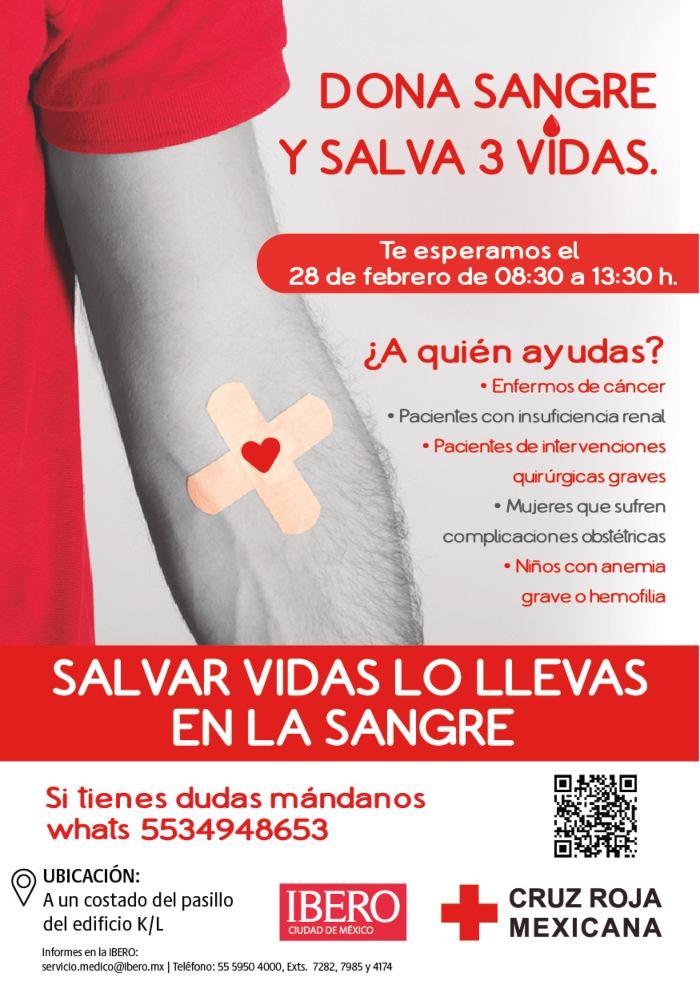 DONA SANGRE
Y SALVA 3 VIDAS.
Te esperamos el
28 de febrero de 08:30 a 13:30 h.
¿A quién ayudas?
• Enfermos de cáncer
• Pacientes con insuficiencia renal
• Pacientes de intervenciones
quirúrgicas graves
• Mujeres que sufren
complicaciones obstétricas
• Niños con anemia
grave o hemofilia
SALVAR VIDAS LO LLEVAS
EN LA SANGRE
Si tienes dudas mándanos
whats 5534948653
UBICACIÓN:
A un costado del pasillo
del edificio K/L
IBERO
CIUDAD DE MÉXICO
CRUZ ROJA
MEXICANA
Informes en la IBERO:
servicio.medico@ibero.mx | Teléfono: 55 5950 4000, Exts. 7282, 7985 y 4174